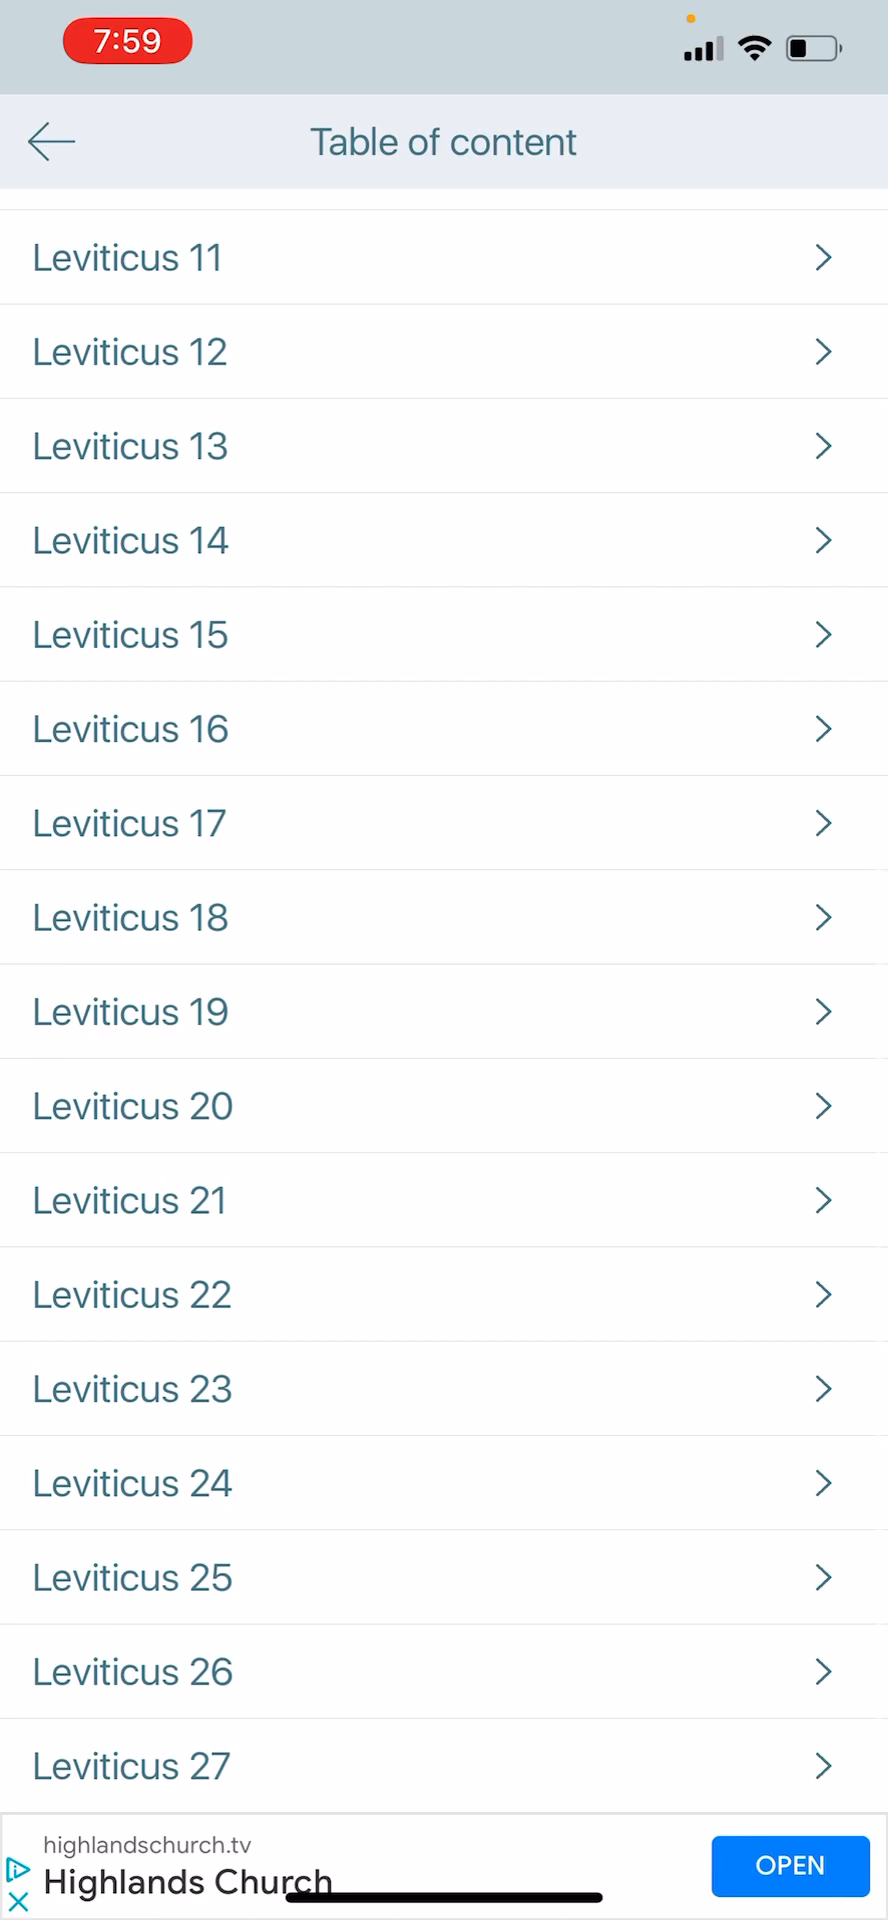 7:59
Table of content
Leviticus 11
Leviticus 12
Leviticus 13
Leviticus 14
Leviticus 15
Leviticus 16
Leviticus 17
Leviticus 18
Leviticus 19
Leviticus 20
Leviticus 21
Leviticus 22
Leviticus 23
Leviticus 24
Leviticus 25
Leviticus 26
Leviticus 27
highlandschurch.tv
Highlands Church
OPEN